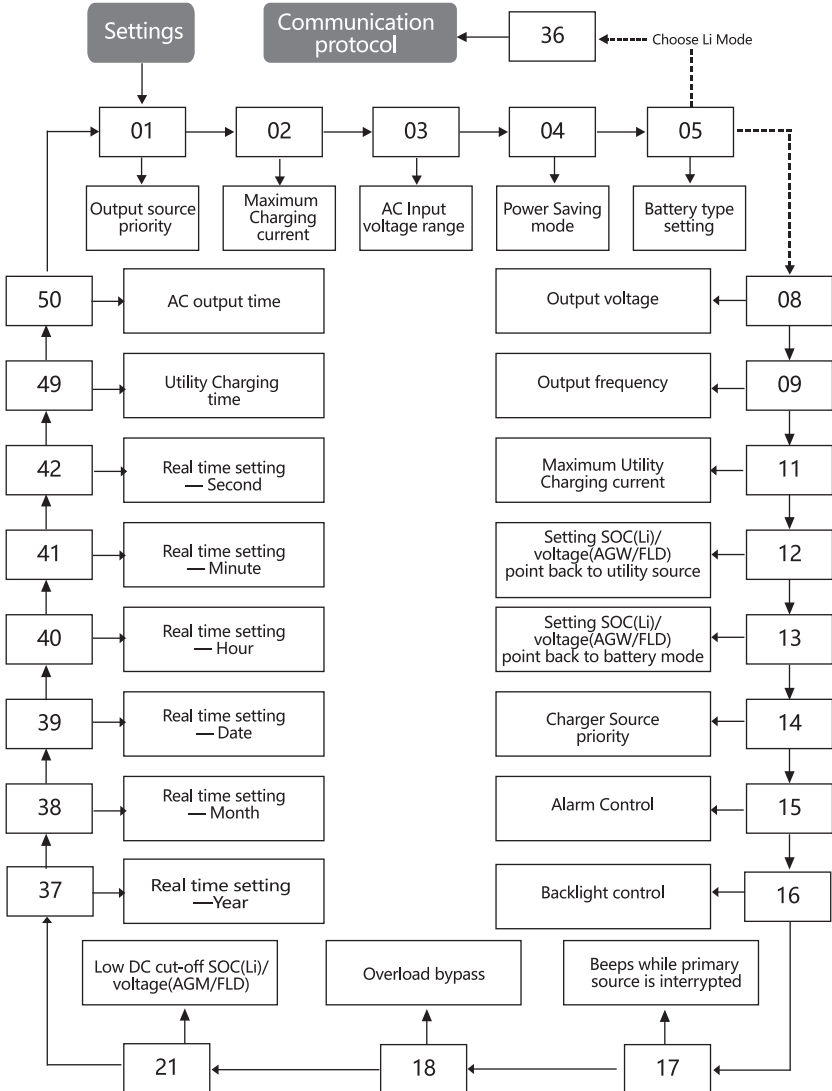 Settings
Communication
protocol
36
Choose Li Mode
01
02
03
04
05
Output source
priority
Maximum
Charging
current
AC Input
voltage range
Power Saving
mode
Battery type
setting
50
AC output time
Output voltage
08
49
Utility Charging
time
Output frequency
09
42
Real time setting
— Second
Maximum Utility
Charging current
11
41
Real time setting
— Minute
Setting SOC(Li)/
voltage(AGW/FLD)
point back to utility source
12
40
Real time setting
— Hour
Setting SOC(Li)/
voltage(AGW/FLD)
point back to battery mode
13
39
Real time setting
— Date
Charger Source
priority
14
38
Real time setting
— Month
Alarm Control
15
37
Real time setting
—Year
Backlight control
16
Low DC cut-off SOC(Li)/
voltage(AGM/FLD)
Overload bypass
Beeps while primary
source is interrupted
21
18
17